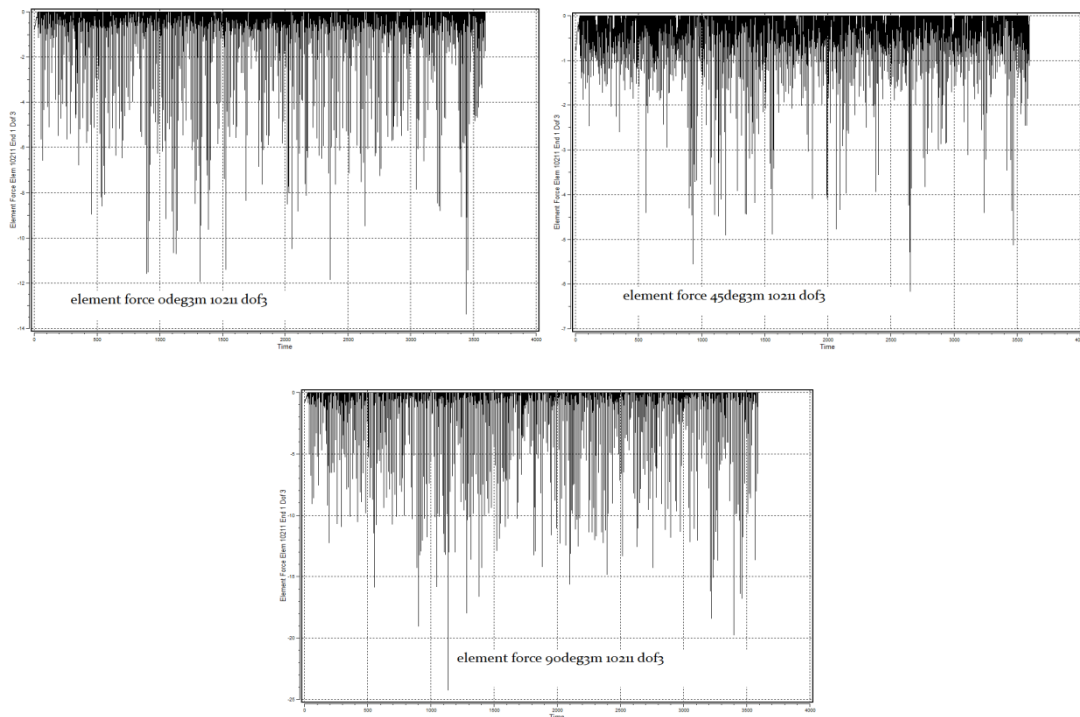 Element Force Elem 10211 End 1 Dof 3
0
-2
-4
-6
-8
-10
-12
-14
element force 0deg3m 10211 dof3
0 500 1000 1500 2000 2500 3000 3500 4000
Time
Element Force Elem 10211 End 1 Dof 3
0
-1
-2
-3
-4
-5
-6
-7
element force 45deg3m 10211 dof3
0 500 1000 1500 2000 2500 3000 3500 4000
Time
Element Force Elem 10211 End 1 Dof 3
0
-5
-10
-15
-20
-25
element force 90deg3m 10211 dof3
0 500 1000 1500 2000 2500 3000 3500 4000
Time